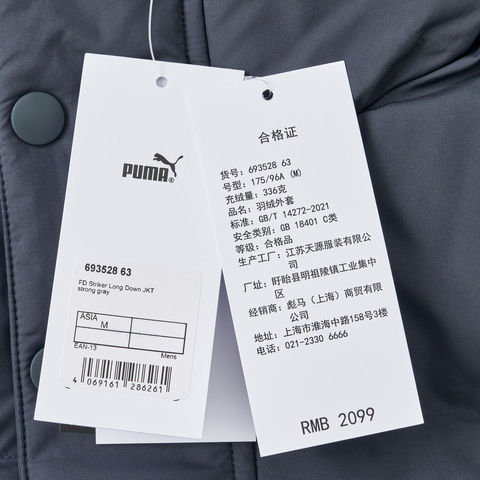 PUMA®
693528 63
FD Striker Long Down JKT
strong gray
ASIA
M
EAN-13
Mens
4 069161 286261
合格证
货号: 693528 63
号型: 175/96A (M)
充绒量: 336克
品名: 羽绒外套
标准: GB/T 14272-2021
安全类别: GB 18401 C类
等级: 合格品
生产工厂: 江苏天源服装有限公
司
厂址: 盱眙县明祖陵镇工业集中
区
经销商: 彪马（上海）商贸有限
公司
地址: 上海市淮海中路158号3楼
电话: 021-2330 6666
RMB 2099